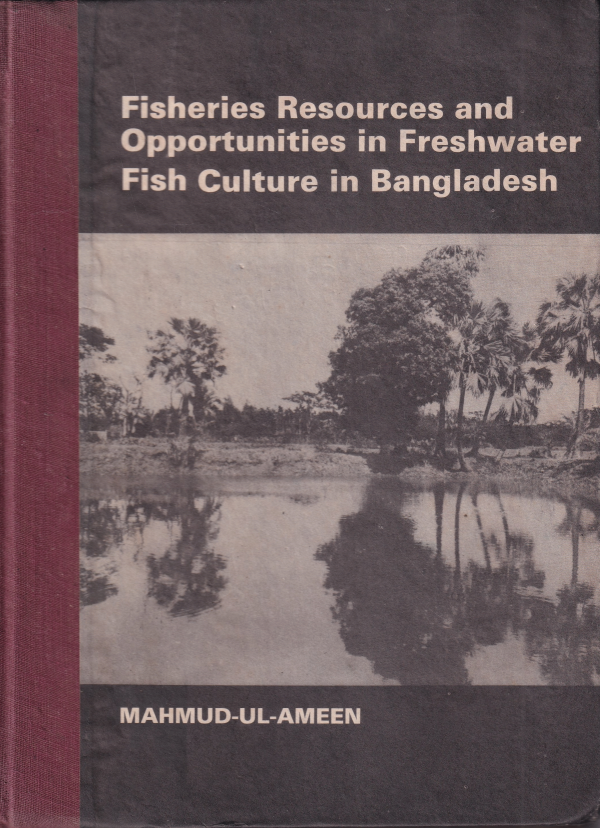 Fisheries Resources and
Opportunities in Freshwater
Fish Culture in Bangladesh
MAHMUD-UL-AMEEN